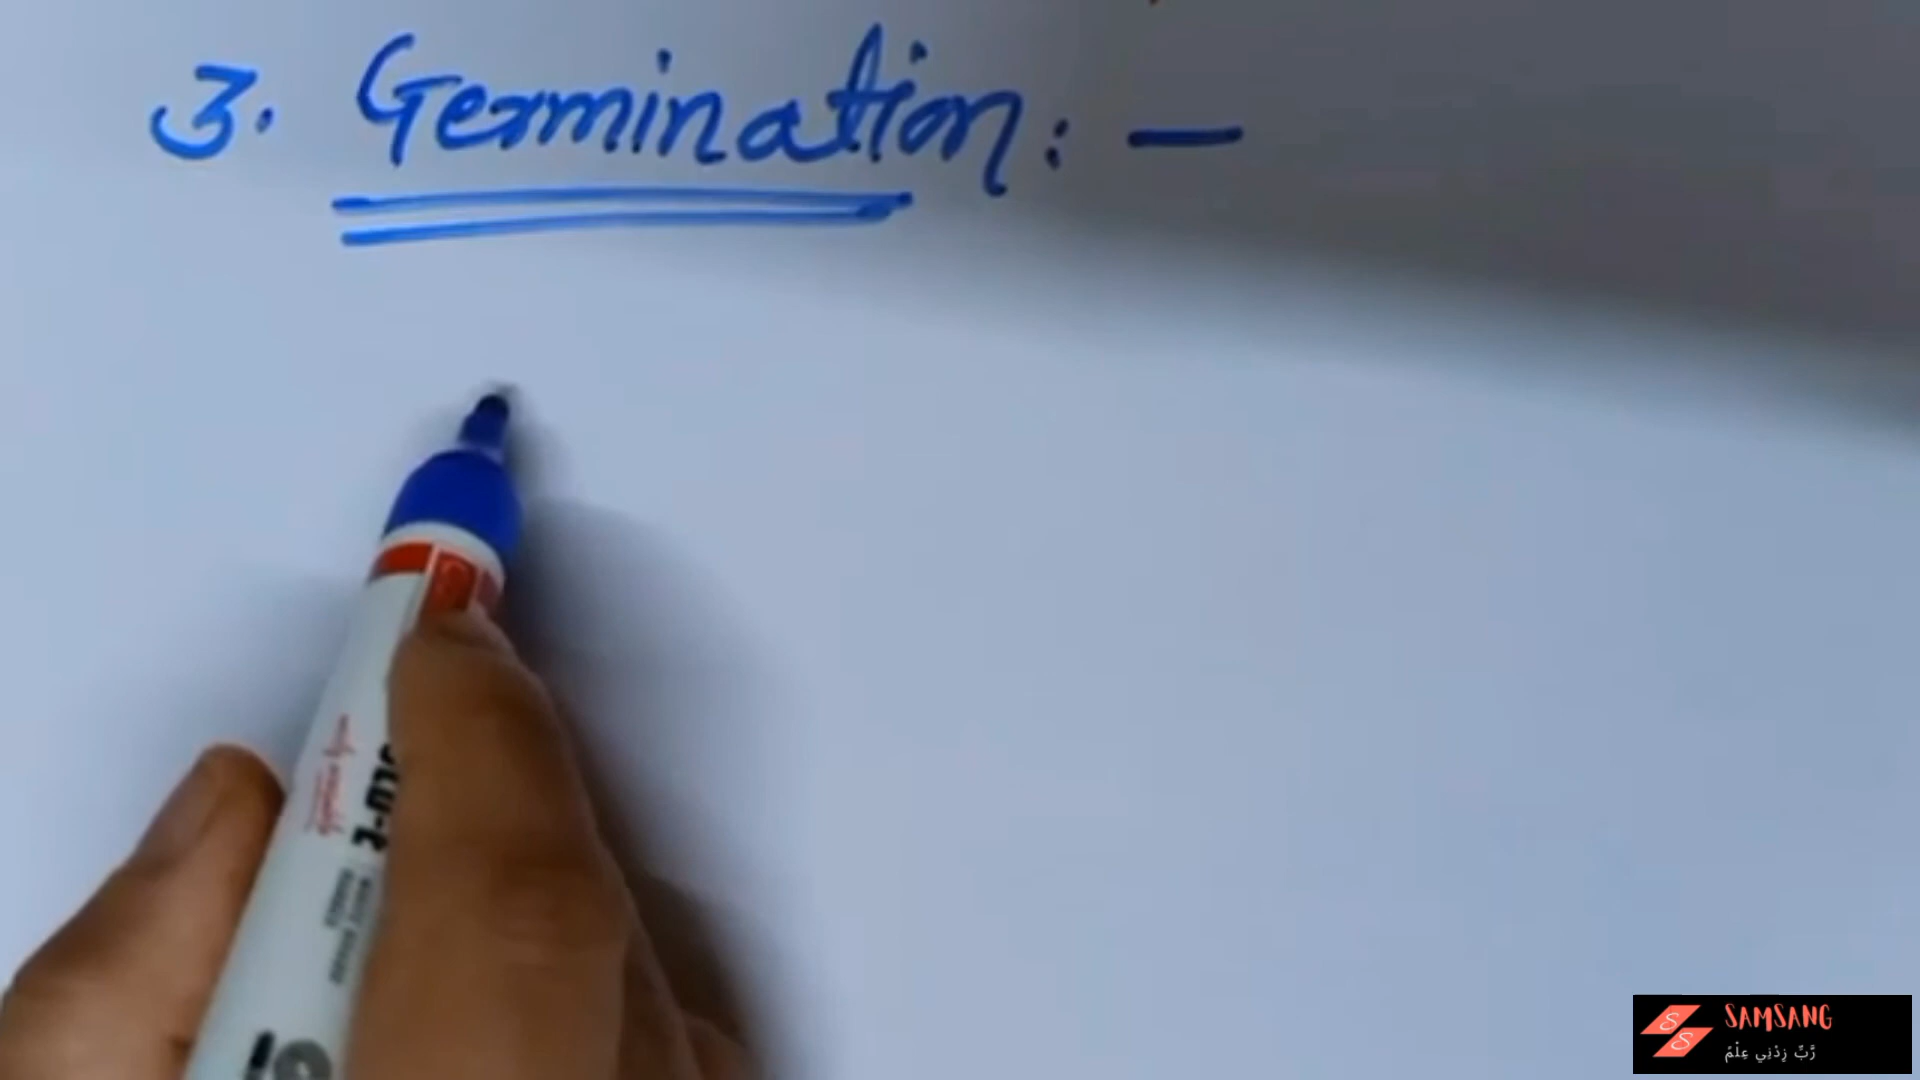 3. Germination: —
SAMSANG
رَّبِّ زِدْنِي عِلْمًا